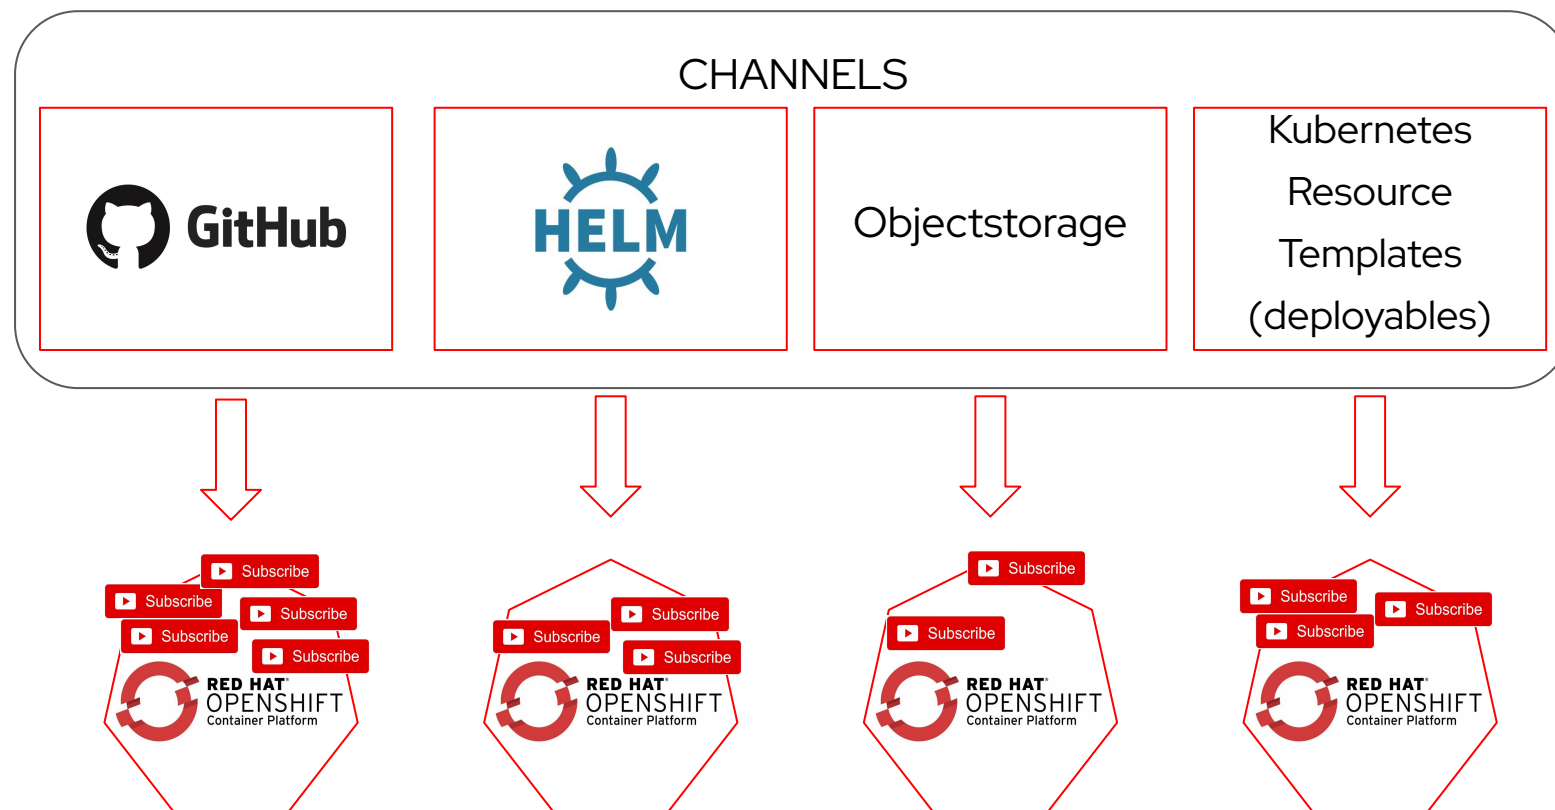 CHANNELS
GitHub
HELM
Objectstorage
Kubernetes
Resource
Templates
(deployables)
Subscribe
Subscribe
Subscribe
Subscribe
Subscribe
RED HAT®
OPENSHIFT
Container Platform
Subscribe
Subscribe
Subscribe
RED HAT®
OPENSHIFT
Container Platform
Subscribe
Subscribe
RED HAT®
OPENSHIFT
Container Platform
Subscribe
Subscribe
Subscribe
RED HAT®
OPENSHIFT
Container Platform